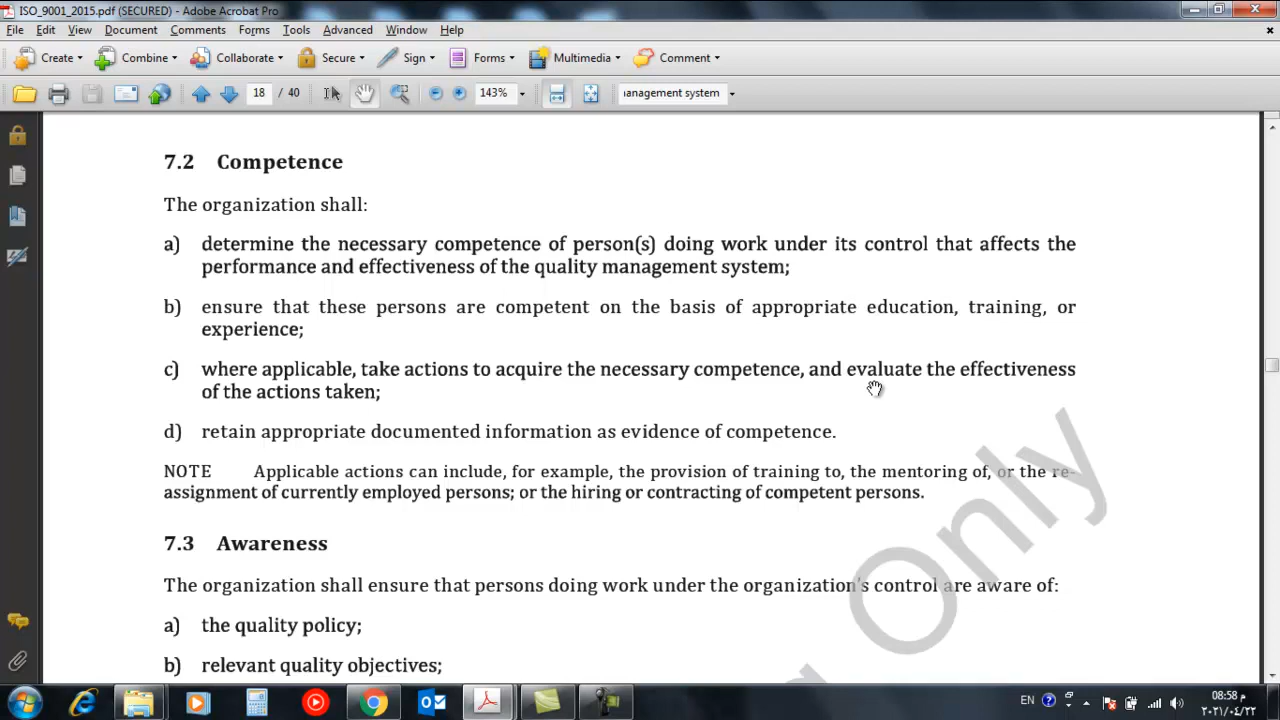 ISO_9001_2015.pdf (SECURED) - Adobe Acrobat Pro
File Edit View Document Comments Forms Tools Advanced Window Help
Create Combine Collaborate Secure Sign Forms Multimedia Comment
18 / 40 143% anagement system
7.2 Competence
The organization shall:
a) determine the necessary competence of person(s) doing work under its control that affects the
performance and effectiveness of the quality management system;
b) ensure that these persons are competent on the basis of appropriate education, training, or
experience;
c) where applicable, take actions to acquire the necessary competence, and evaluate the effectiveness
of the actions taken;
d) retain appropriate documented information as evidence of competence.
NOTE Applicable actions can include, for example, the provision of training to, the mentoring of, or the re-
assignment of currently employed persons; or the hiring or contracting of competent persons.
7.3 Awareness
The organization shall ensure that persons doing work under the organization's control are aware of:
a) the quality policy;
b) relevant quality objectives;
Only
EN
08:58 م
٢٠٢١/٠٤/٢٢